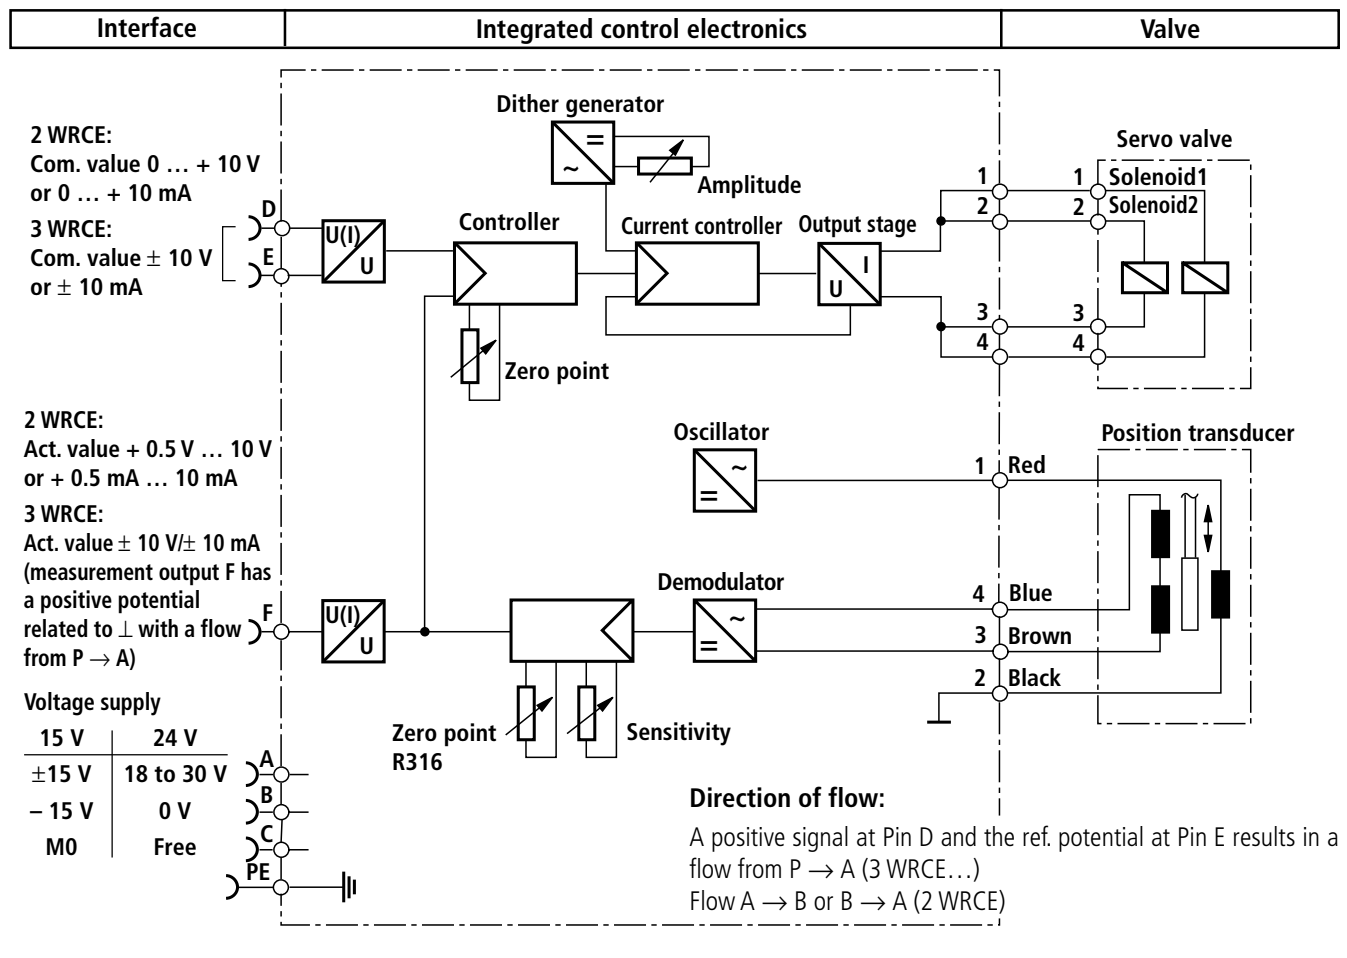 Interface
Integrated control electronics
Valve
2 WRCE:
Com. value 0 … + 10 V
or 0 … + 10 mA
3 WRCE:
Com. value ± 10 V
or ± 10 mA
D
E
U(I)
U
Dither generator
=
~
Amplitude
Controller
Zero point
Current controller
Output stage
I
U
1
2
3
4
1
2
3
4
Servo valve
Solenoid1
Solenoid2
2 WRCE:
Act. value + 0.5 V … 10 V
or + 0.5 mA … 10 mA
3 WRCE:
Act. value ± 10 V/± 10 mA
(measurement output F has
a positive potential
related to ⊥ with a flow
from P → A)
F
U(I)
U
Oscillator
~
=
Demodulator
~
=
Zero point
R316
Sensitivity
1 Red
4 Blue
3 Brown
2 Black
Position transducer
Voltage supply
15 V 24 V
±15 V 18 to 30 V A
– 15 V 0 V B
M0 Free C
PE
Direction of flow:
A positive signal at Pin D and the ref. potential at Pin E results in a
flow from P → A (3 WRCE…)
Flow A → B or B → A (2 WRCE)